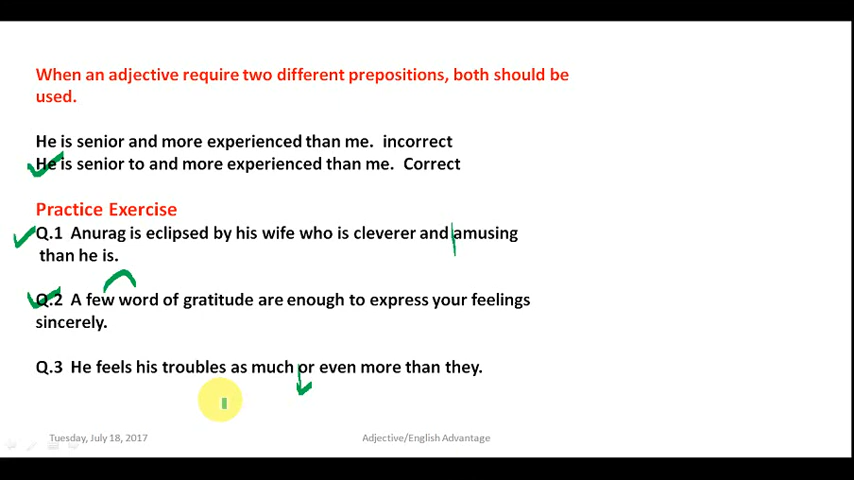 When an adjective require two different prepositions, both should be
used.
He is senior and more experienced than me. incorrect
He is senior to and more experienced than me. Correct
Practice Exercise
Q.1 Anurag is eclipsed by his wife who is cleverer and amusing
than he is.
Q.2 A few word of gratitude are enough to express your feelings
sincerely.
Q.3 He feels his troubles as much or even more than they.
Tuesday, July 18, 2017 Adjective/English Advantage